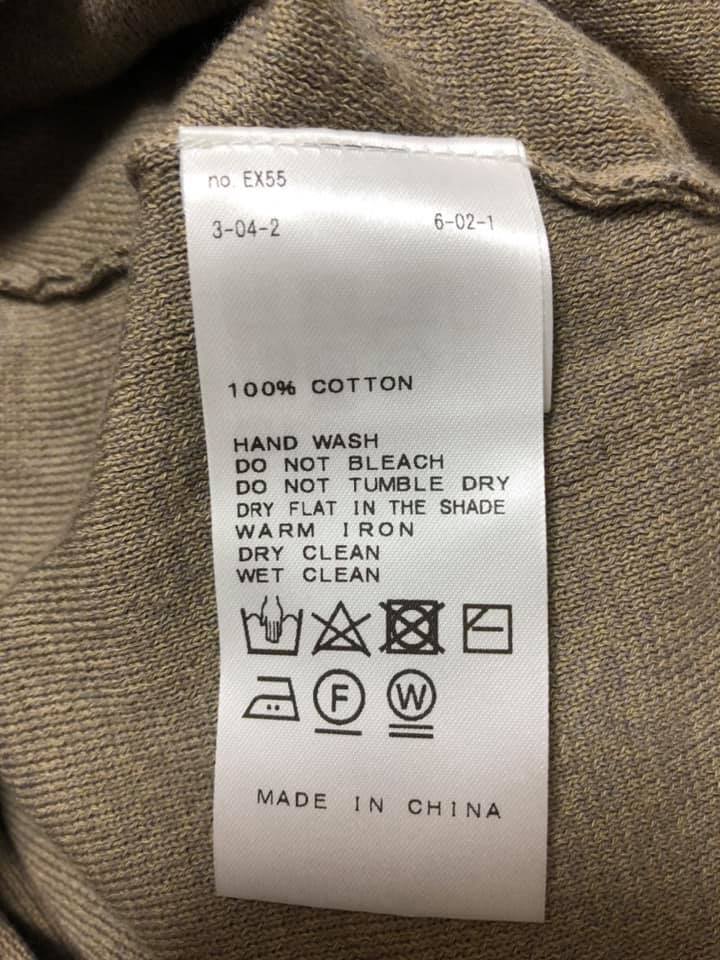 no. EX55
3-04-2 6-02-1
100% COTTON
HAND WASH
DO NOT BLEACH
DO NOT TUMBLE DRY
DRY FLAT IN THE SHADE
WARM IRON
DRY CLEAN
WET CLEAN
F W
MADE IN CHINA